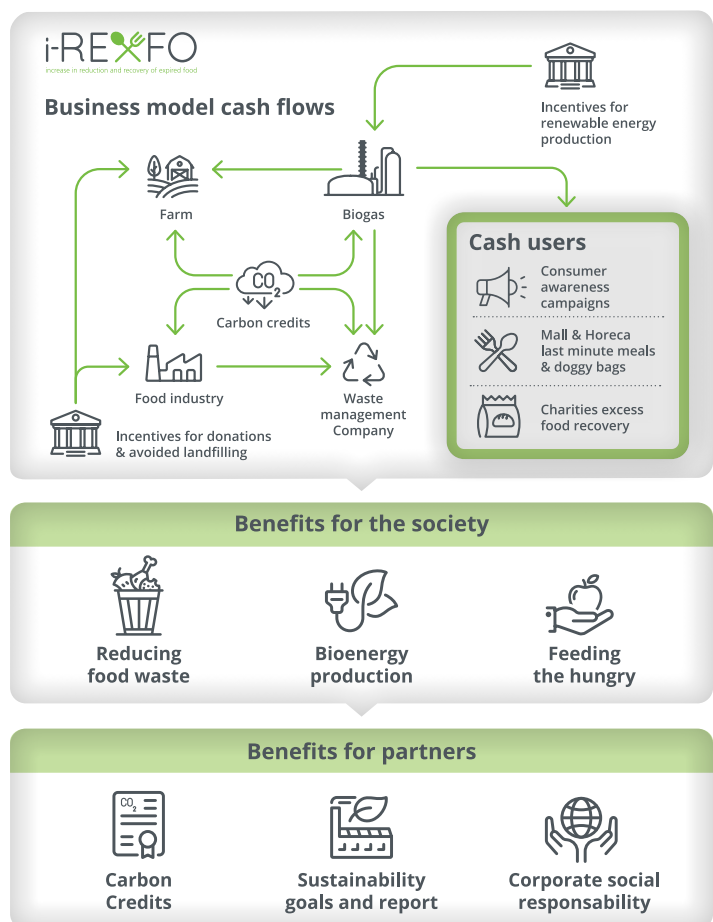 i-REXFO
increase in reduction and recovery of expired food
Business model cash flows
Incentives for
renewable energy
production
Farm
Biogas
CO2
Carbon credits
Food industry
Waste
management
Company
Incentives for donations
& avoided landfilling
Cash users
Consumer
awareness
campaigns
Mall & Horeca
last minute meals
& doggy bags
Charities excess
food recovery
Benefits for the society
Reducing
food waste
Bioenergy
production
Feeding
the hungry
Benefits for partners
CO2
Carbon
Credits
Sustainability
goals and report
Corporate social
responsability